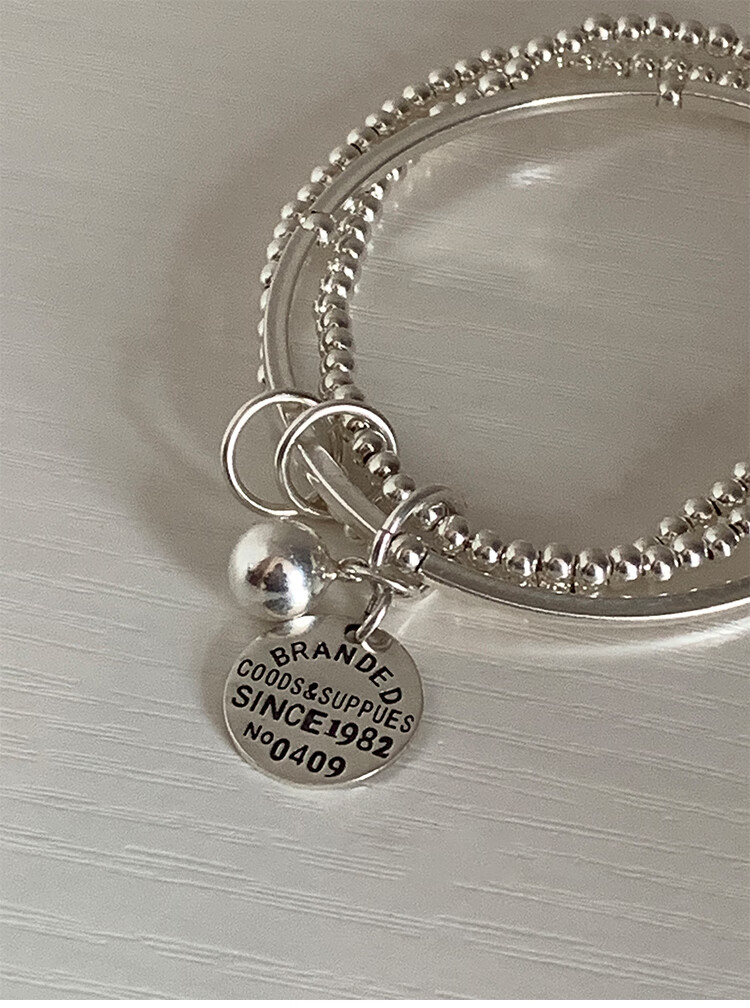 BRANDED
COODS&SUPPUES
SINCE1982
No0409